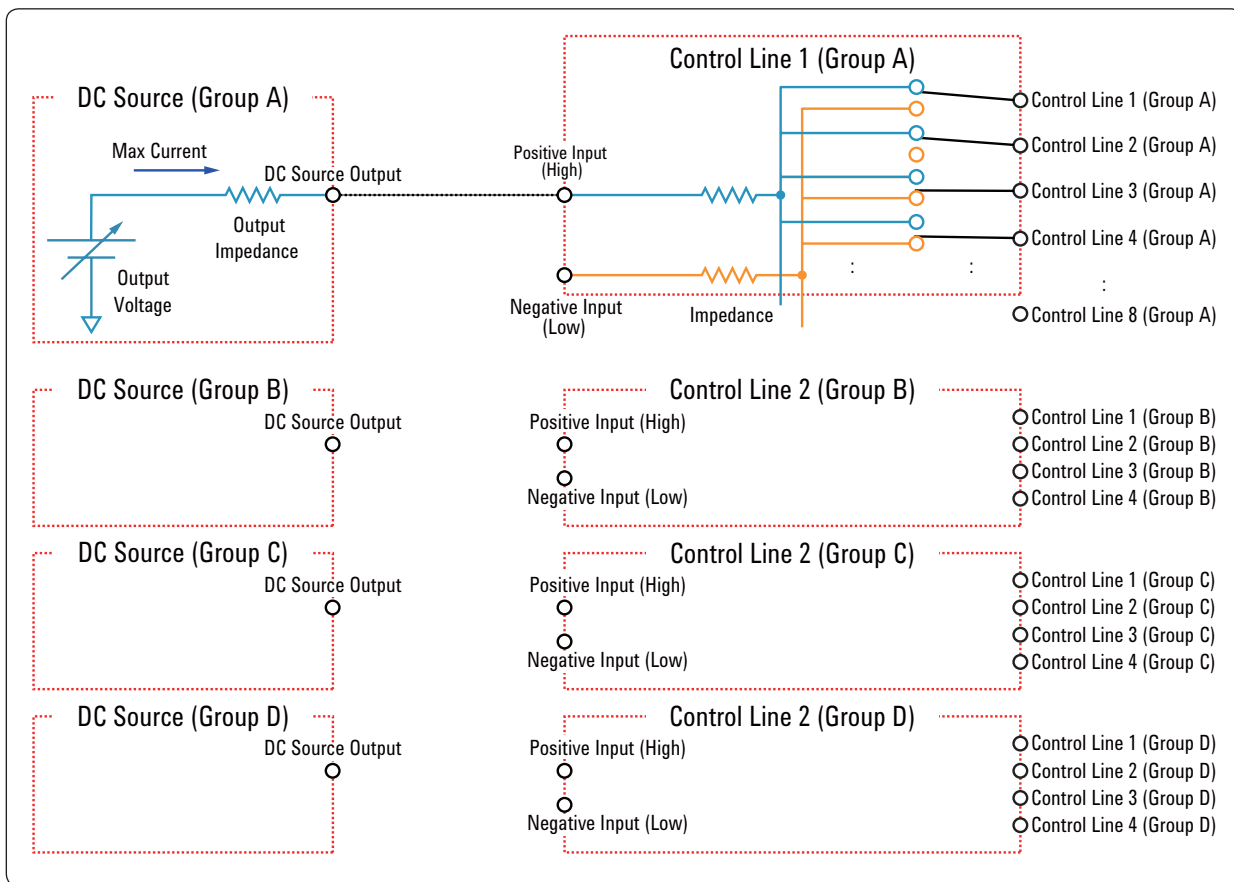 Control Line 1 (Group A)
DC Source (Group A)
Max Current
DC Source Output
Output
Impedance
Output
Voltage
Positive Input
(High)
Negative Input
(Low)
Impedance
Control Line 1 (Group A)
Control Line 2 (Group A)
Control Line 3 (Group A)
Control Line 4 (Group A)
:
:
:
Control Line 8 (Group A)
DC Source (Group B)
DC Source Output
Control Line 2 (Group B)
Positive Input (High)
Negative Input (Low)
Control Line 1 (Group B)
Control Line 2 (Group B)
Control Line 3 (Group B)
Control Line 4 (Group B)
DC Source (Group C)
DC Source Output
Control Line 2 (Group C)
Positive Input (High)
Negative Input (Low)
Control Line 1 (Group C)
Control Line 2 (Group C)
Control Line 3 (Group C)
Control Line 4 (Group C)
DC Source (Group D)
DC Source Output
Control Line 2 (Group D)
Positive Input (High)
Negative Input (Low)
Control Line 1 (Group D)
Control Line 2 (Group D)
Control Line 3 (Group D)
Control Line 4 (Group D)